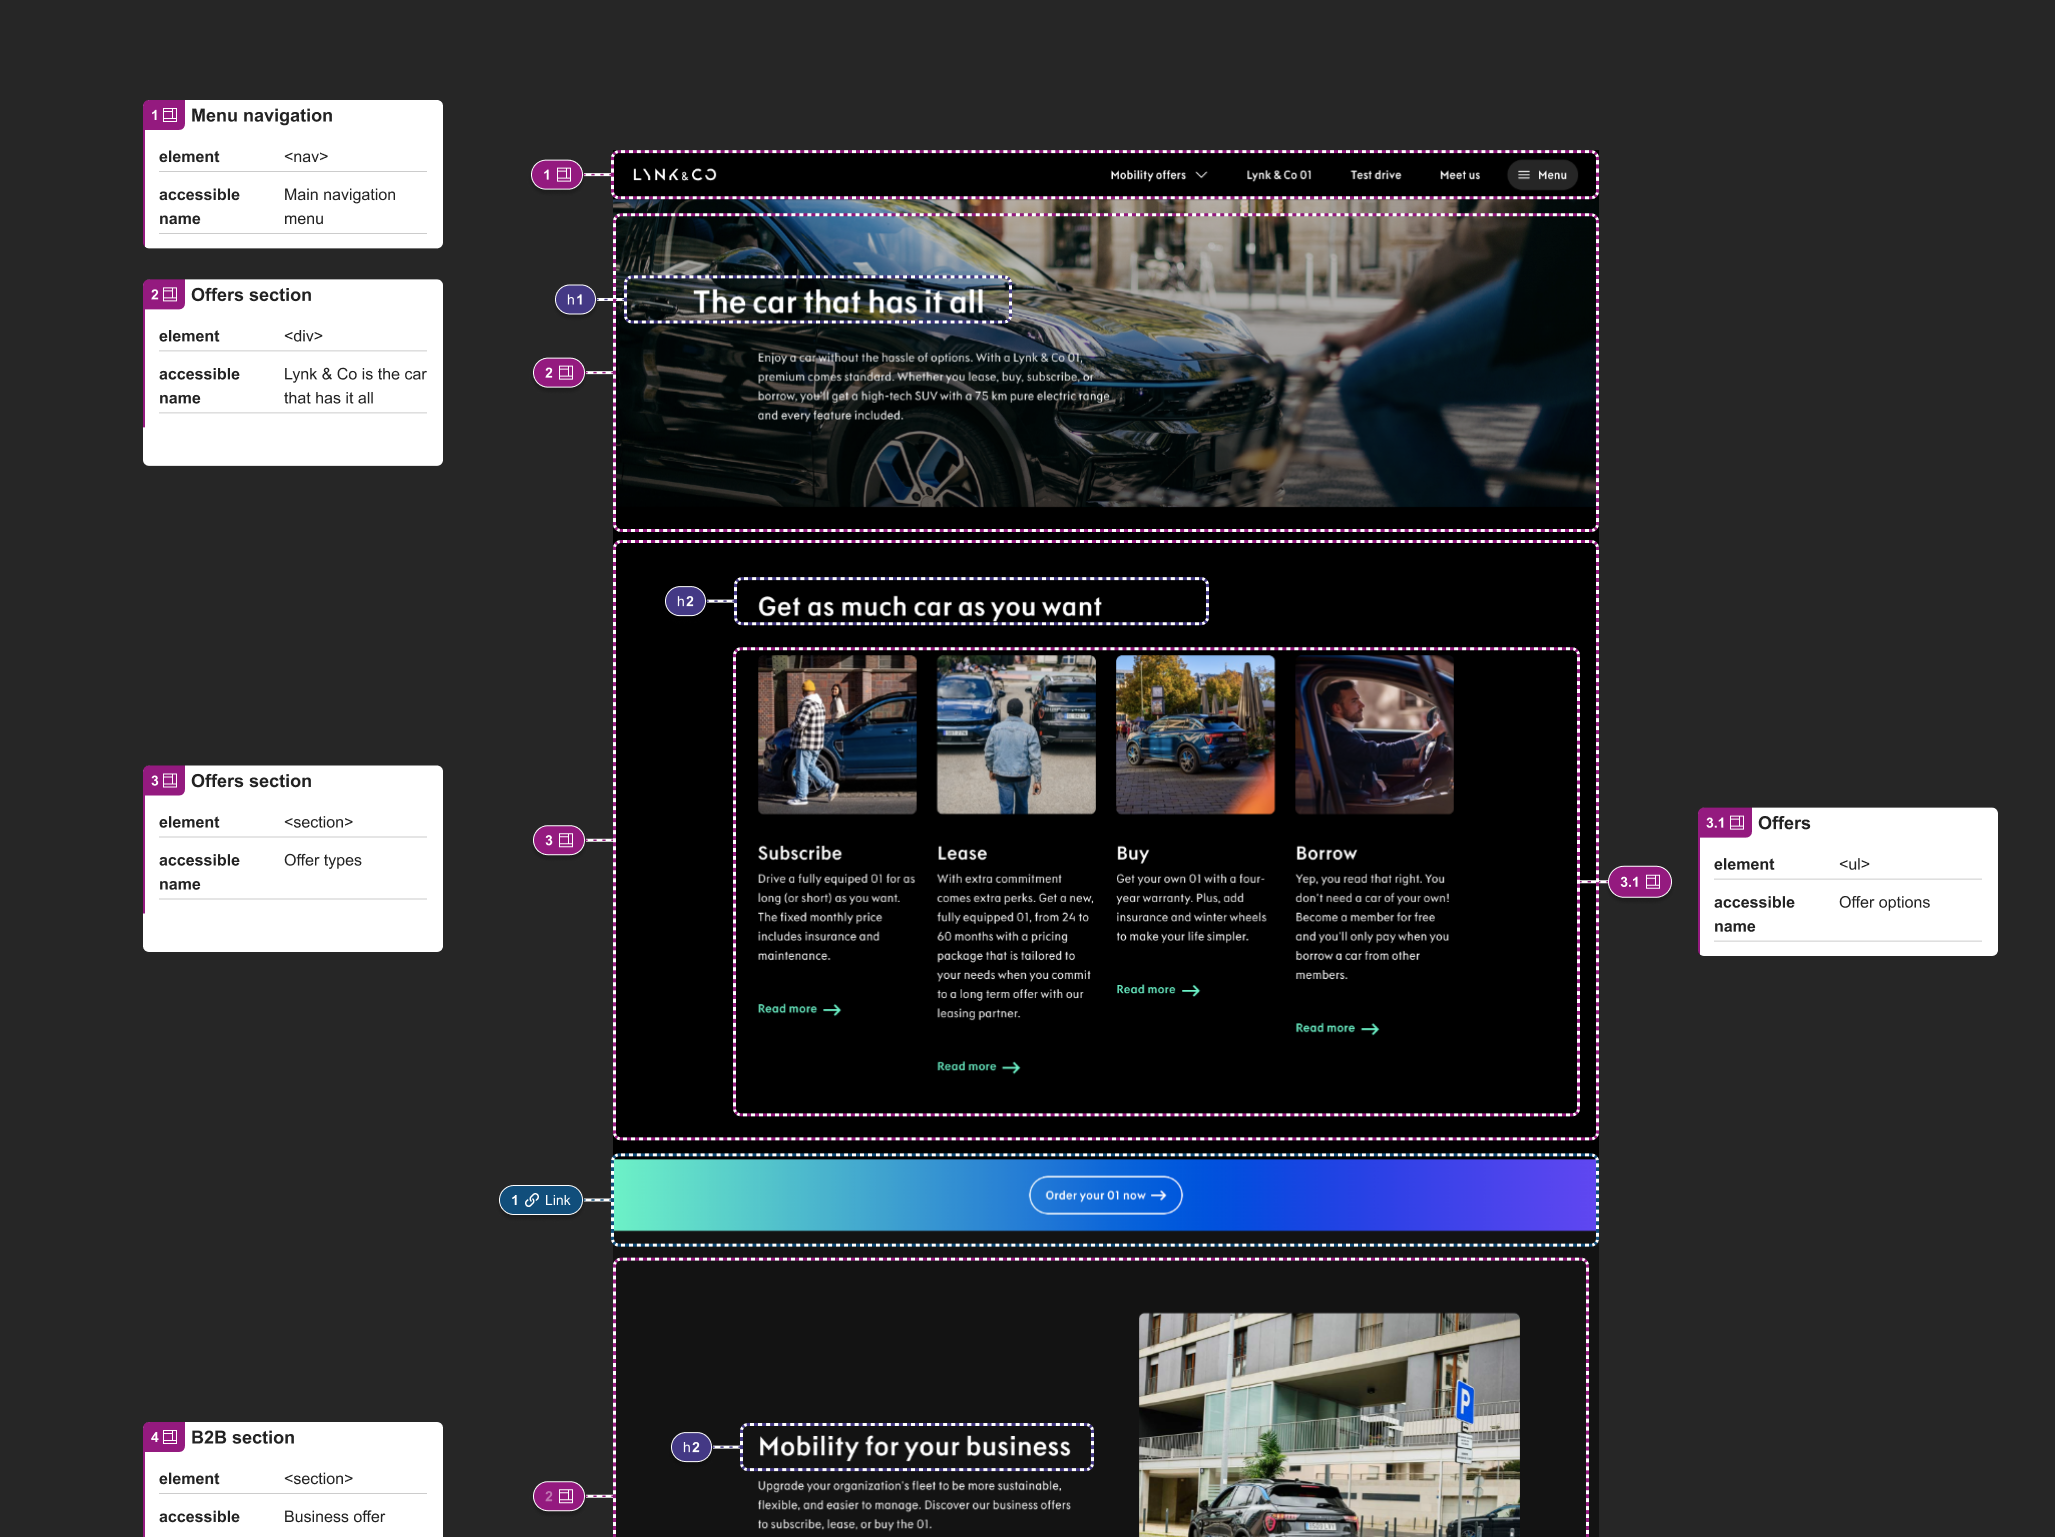 1 Menu navigation
element <nav>
accessible name Main navigation menu
2 Offers section
element <div>
accessible name Lynk & Co is the car that has it all
3 Offers section
element <section>
accessible name Offer types
4 B2B section
element <section>
accessible Business offer
1
LYNK & CO
Mobility offers
Lynk & Co 01
Test drive
Meet us
Menu
h1
The car that has it all
2
Enjoy a car without the hassle of options. With a Lynk & Co 01,
premium comes standard. Whether you lease, buy, subscribe, or
borrow, you'll get a high-tech SUV with a 75 km pure electric range
and every feature included.
h2
Get as much car as you want
3
Subscribe
Drive a fully equiped 01 for as
long (or short) as you want.
The fixed monthly price
includes insurance and
maintenance.
Read more
Lease
With extra commitment
comes extra perks. Get a new,
fully equipped 01, from 24 to
60 months with a pricing
package that is tailored to
your needs when you commit
to a long term offer with our
leasing partner.
Read more
Buy
Get your own 01 with a four-
year warranty. Plus, add
insurance and winter wheels
to make your life simpler.
Read more
Borrow
Yep, you read that right. You
don't need a car of your own!
Become a member for free
and you'll only pay when you
borrow a car from other
members.
Read more
3.1
3.1 Offers
element <ul>
accessible name Offer options
1 Link
Order your 01 now
h2
Mobility for your business
2
Upgrade your organization's fleet to be more sustainable,
flexible, and easier to manage. Discover our business offers
to subscribe, lease, or buy the 01.
P